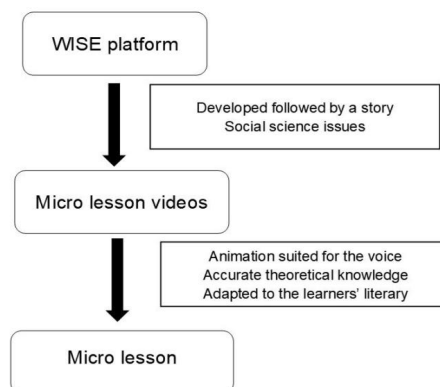 WISE platform
Developed followed by a story
Social science issues
Micro lesson videos
Animation suited for the voice
Accurate theoretical knowledge
Adapted to the learners' literary
Micro lesson